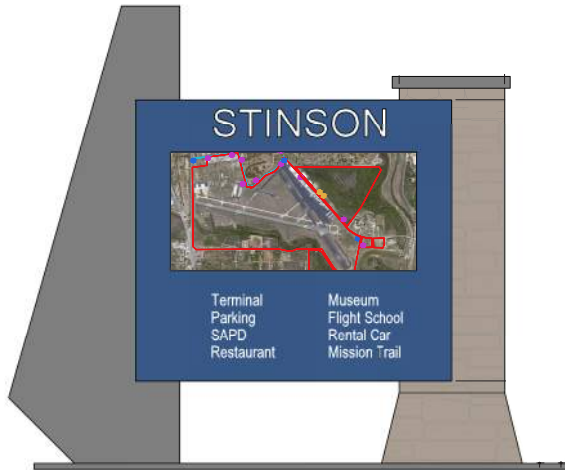 STINSON
Terminal
Parking
SAPD
Restaurant
Museum
Flight School
Rental Car
Mission Trail